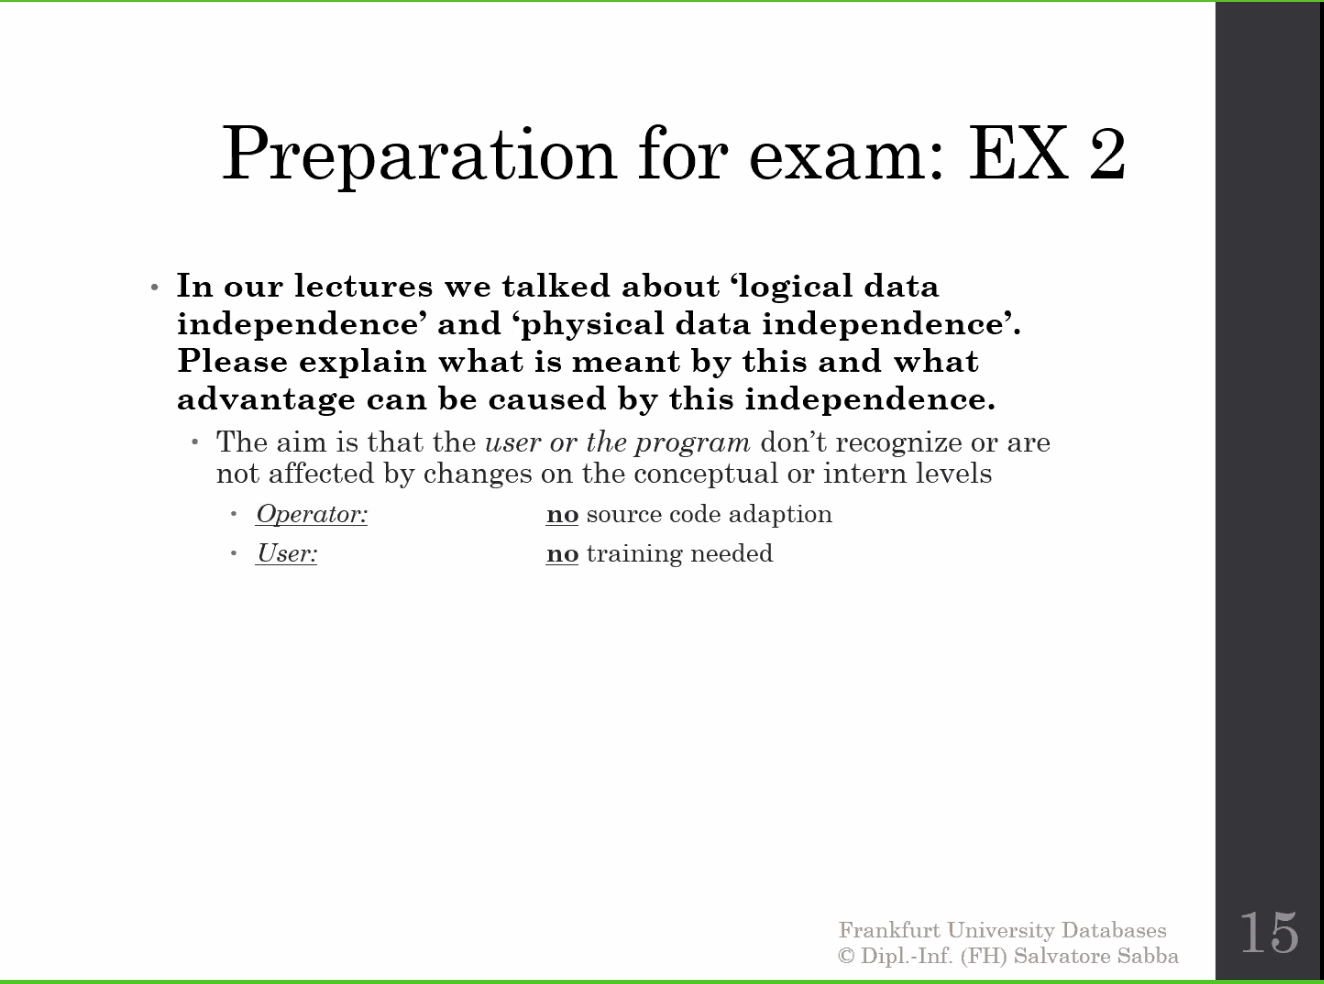 Preparation for exam: EX 2
• In our lectures we talked about ‘logical data
independence’ and ‘physical data independence’.
Please explain what is meant by this and what
advantage can be caused by this independence.
• The aim is that the user or the program don’t recognize or are
not affected by changes on the conceptual or intern levels
• Operator: no source code adaption
• User: no training needed
Frankfurt University Databases
© Dipl.-Inf. (FH) Salvatore Sabba
15